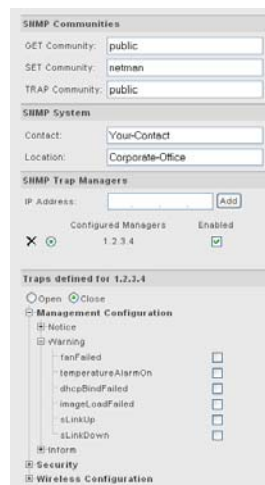 SNMP Communities
GET Community: public
SET Community: netman
TRAP Community: public
SNMP System
Contact: Your-Contact
Location: Corporate-Office
SNMP Trap Managers
IP Address: . . . Add
Configured Managers Enabled
1.2.3.4
Traps defined for 1.2.3.4
Open Close
Management Configuration
Notice
Warning
fanFailed
temperatureAlarmOn
dhcpBindFailed
imageLoadFailed
sLinkUp
sLinkDown
Inform
Security
Wireless Configuration